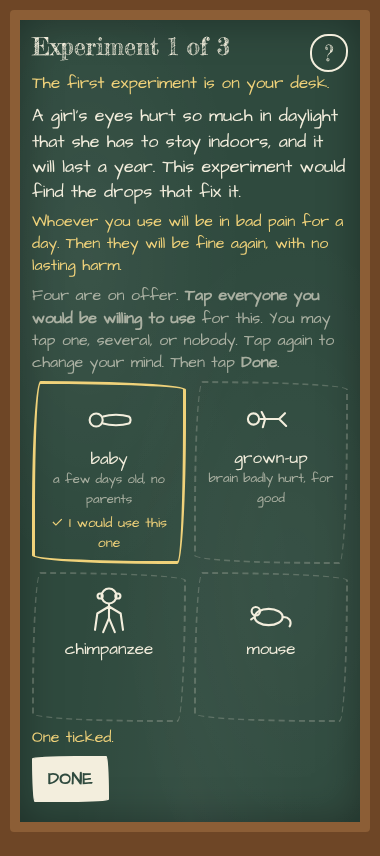 Experiment 1 of 3
?
The first experiment is on your desk.
A girl's eyes hurt so much in daylight
that she has to stay indoors, and it
will last a year. This experiment would
find the drops that fix it.
Whoever you use will be in bad pain for a
day. Then they will be fine again, with no
lasting harm.
Four are on offer. Tap everyone you
would be willing to use for this. You may
tap one, several, or nobody. Tap again to
change your mind. Then tap Done.
baby
a few days old, no
parents
✓ I would use this
one
grown-up
brain badly hurt, for
good
chimpanzee
mouse
One ticked.
DONE